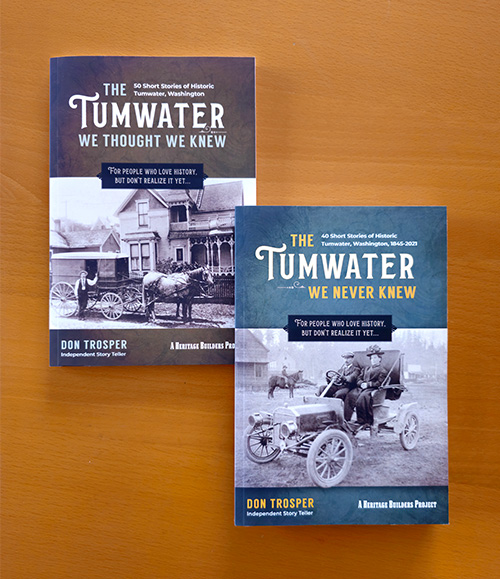 THE
50 Short Stories of Historic
Tumwater, Washington
TUMWATER
WE THOUGHT WE KNEW
FOR PEOPLE WHO LOVE HISTORY,
BUT DON'T REALIZE IT YET...
DON TROSPER
Independent Story Teller
A HERITAGE BUILDERS PRO
THE
40 Short Stories of Historic
Tumwater, Washington, 1845-2021
TUMWATER
WE NEVER KNEW
FOR PEOPLE WHO LOVE HISTORY,
BUT DON'T REALIZE IT YET...
DON TROSPER
Independent Story Teller
A HERITAGE BUILDERS PROJECT